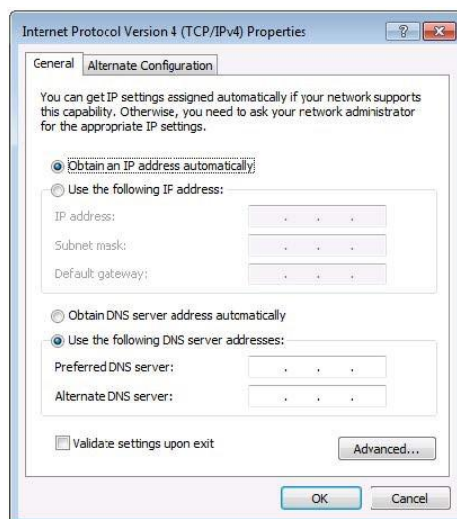 Internet Protocol Version 4 (TCP/IPv4) Properties
General
Alternate Configuration
You can get IP settings assigned automatically if your network supports
this capability. Otherwise, you need to ask your network administrator
for the appropriate IP settings.
Obtain an IP address automatically
Use the following IP address:
IP address:
Subnet mask:
Default gateway:
Obtain DNS server address automatically
Use the following DNS server addresses:
Preferred DNS server:
Alternate DNS server:
Validate settings upon exit
Advanced...
OK
Cancel